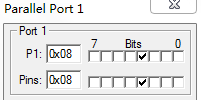 Parallel Port 1
Port 1
7 Bits 0
P1: 0x08
Pins: 0x08